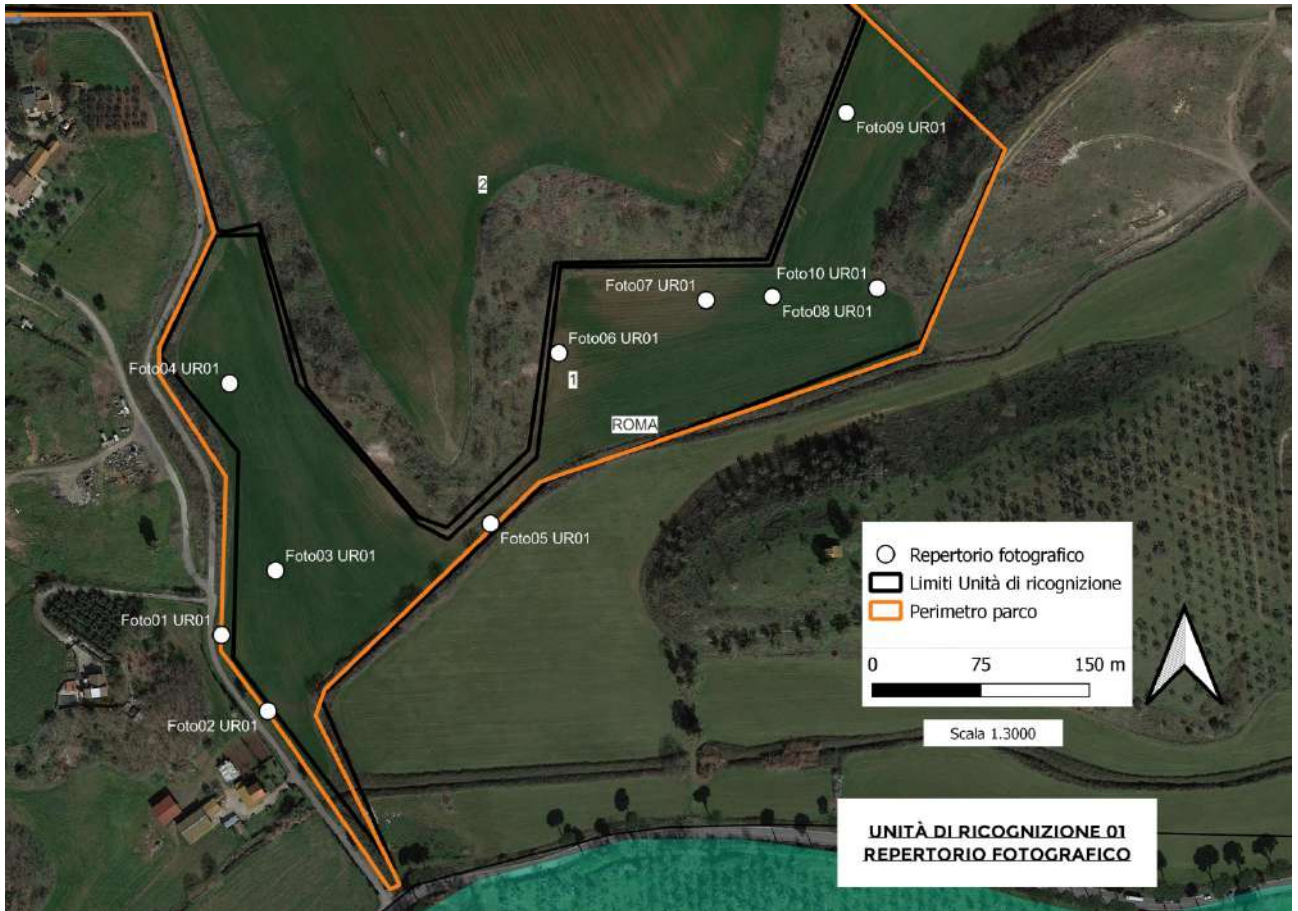 Foto09 UR01
2
Foto10 UR01
Foto07 UR01
Foto08 UR01
Foto06 UR01
Foto04 UR01
1
ROMA
Foto05 UR01
Foto03 UR01
Foto01 UR01
Foto02 UR01
Repertorio fotografico
Limiti Unità di ricognizione
Perimetro parco
0 75 150 m
Scala 1.3000
UNITÀ DI RICOGNIZIONE 01
REPERTORIO FOTOGRAFICO